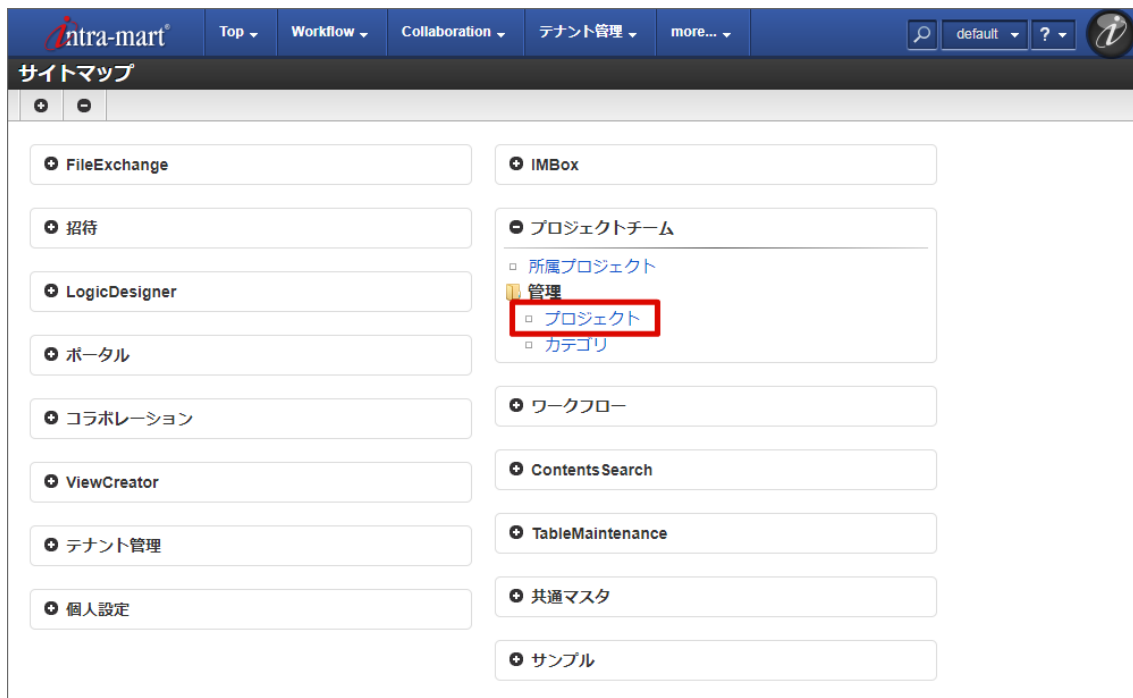 intra-mart®
Top Workflow Collaboration テナント管理 more... default ?
サイトマップ
FileExchange
招待
LogicDesigner
ポータル
コラボレーション
ViewCreator
テナント管理
個人設定
IMBox
プロジェクトチーム
所属プロジェクト
管理
プロジェクト
カテゴリ
ワークフロー
ContentsSearch
TableMaintenance
共通マスタ
サンプル